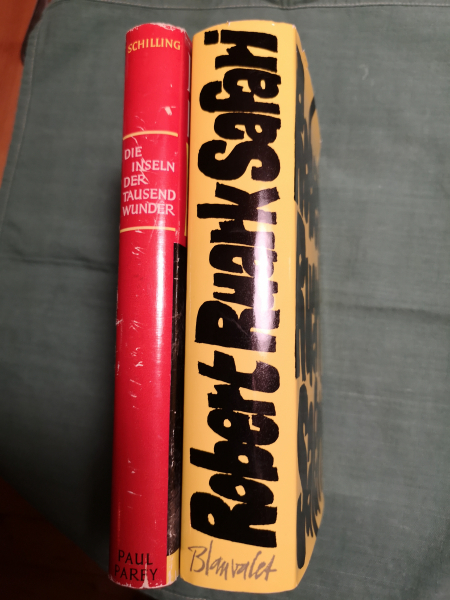 SCHILLING
DIE
INSELN
DER
TAUSEND
WUNDER
PAUL
PAREY
Robert Ruark Safari
Blanvalet